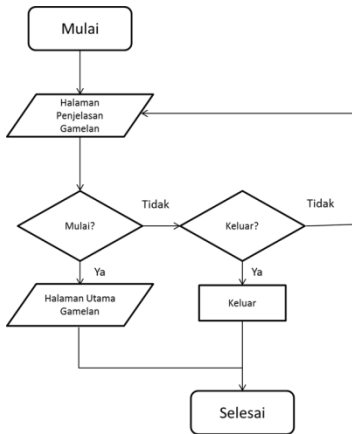 Mulai
Halaman
Penjelasan
Gamelan
Mulai?
Tidak
Keluar?
Tidak
Ya
Ya
Halaman Utama
Gamelan
Keluar
Selesai